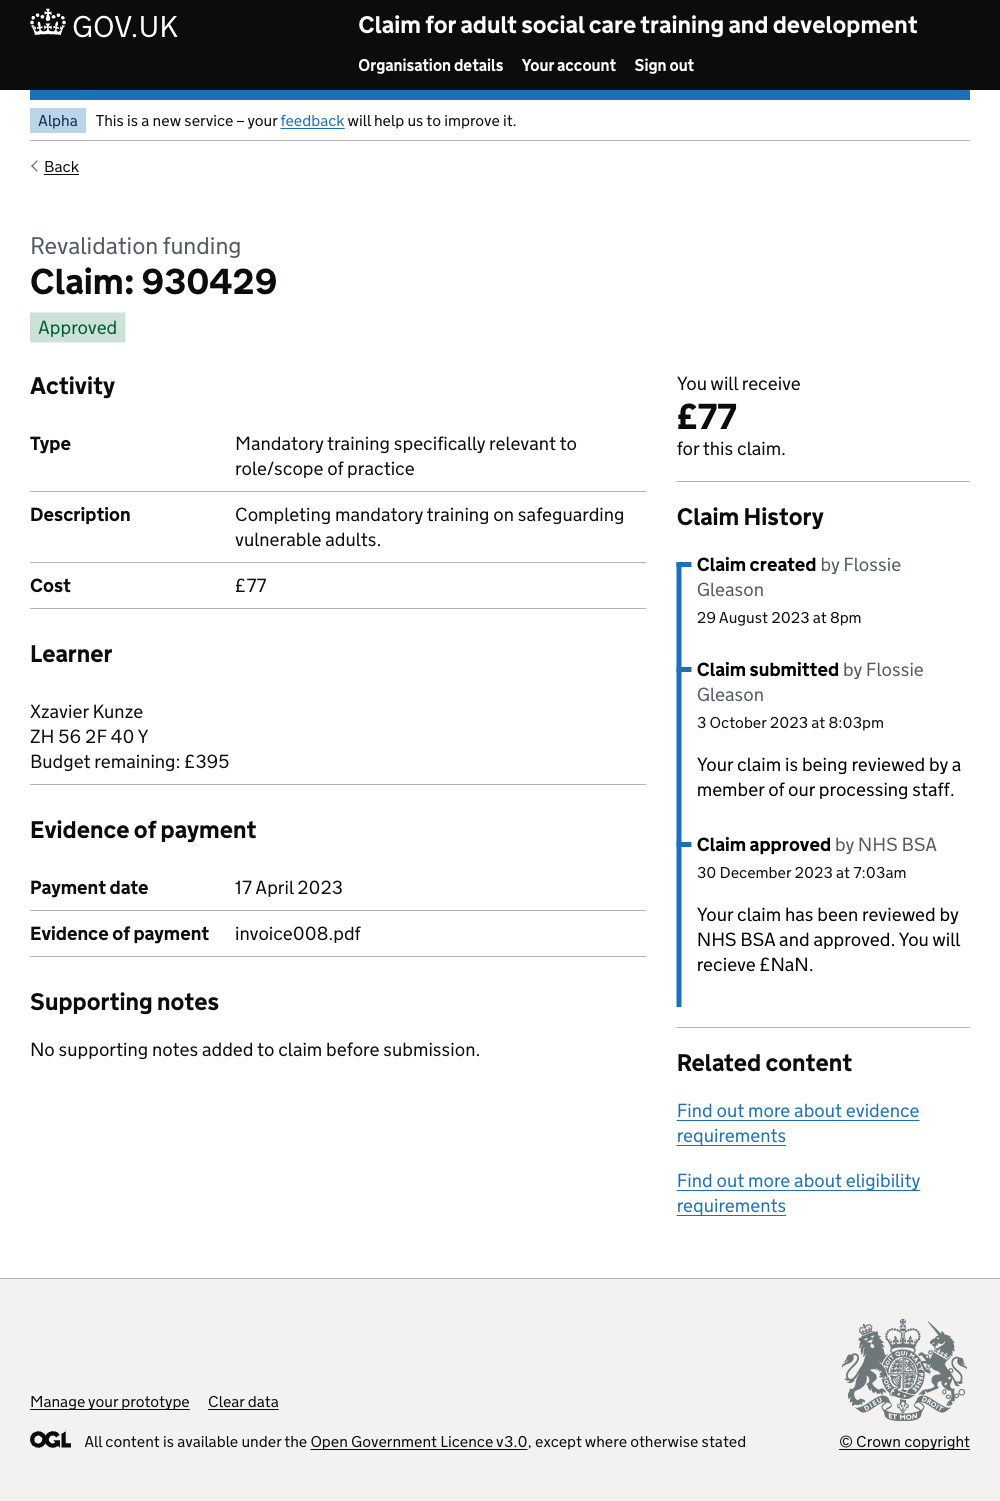 GOV.UK
Claim for adult social care training and development
Organisation details Your account Sign out
Alpha This is a new service – your feedback will help us to improve it.
Back
Revalidation funding
Claim: 930429
Approved
Activity
Type Mandatory training specifically relevant to
role/scope of practice
Description Completing mandatory training on safeguarding
vulnerable adults.
Cost £77
Learner
Xzavier Kunze
ZH 56 2F 40 Y
Budget remaining: £395
Evidence of payment
Payment date 17 April 2023
Evidence of payment invoice008.pdf
Supporting notes
No supporting notes added to claim before submission.
You will receive
£77
for this claim.
Claim History
Claim created by Flossie
Gleason
29 August 2023 at 8pm
Claim submitted by Flossie
Gleason
3 October 2023 at 8:03pm
Your claim is being reviewed by a
member of our processing staff.
Claim approved by NHS BSA
30 December 2023 at 7:03am
Your claim has been reviewed by
NHS BSA and approved. You will
recieve £NaN.
Related content
Find out more about evidence
requirements
Find out more about eligibility
requirements
Manage your prototype Clear data
OGL All content is available under the Open Government Licence v3.0, except where otherwise stated
DIEU ET MON DROIT
© Crown copyright